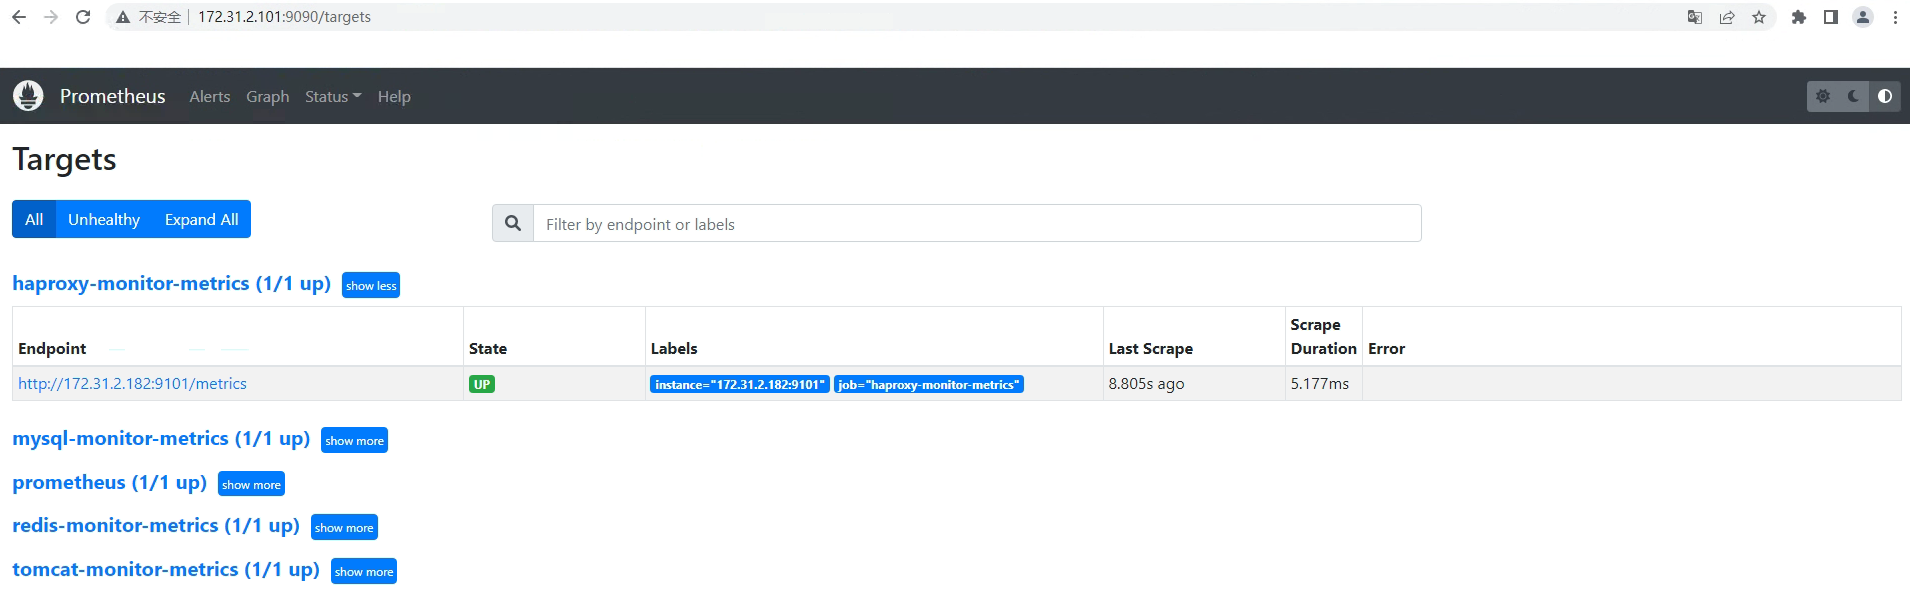 不安全 172.31.2.101:9090/targets
Prometheus Alerts Graph Status Help
Targets
All Unhealthy Expand All Filter by endpoint or labels
haproxy-monitor-metrics (1/1 up) show less
Endpoint State Labels Last Scrape Scrape Duration Error
http://172.31.2.182:9101/metrics UP instance="172.31.2.182:9101" job="haproxy-monitor-metrics" 8.805s ago 5.177ms
mysql-monitor-metrics (1/1 up) show more
prometheus (1/1 up) show more
redis-monitor-metrics (1/1 up) show more
tomcat-monitor-metrics (1/1 up) show more